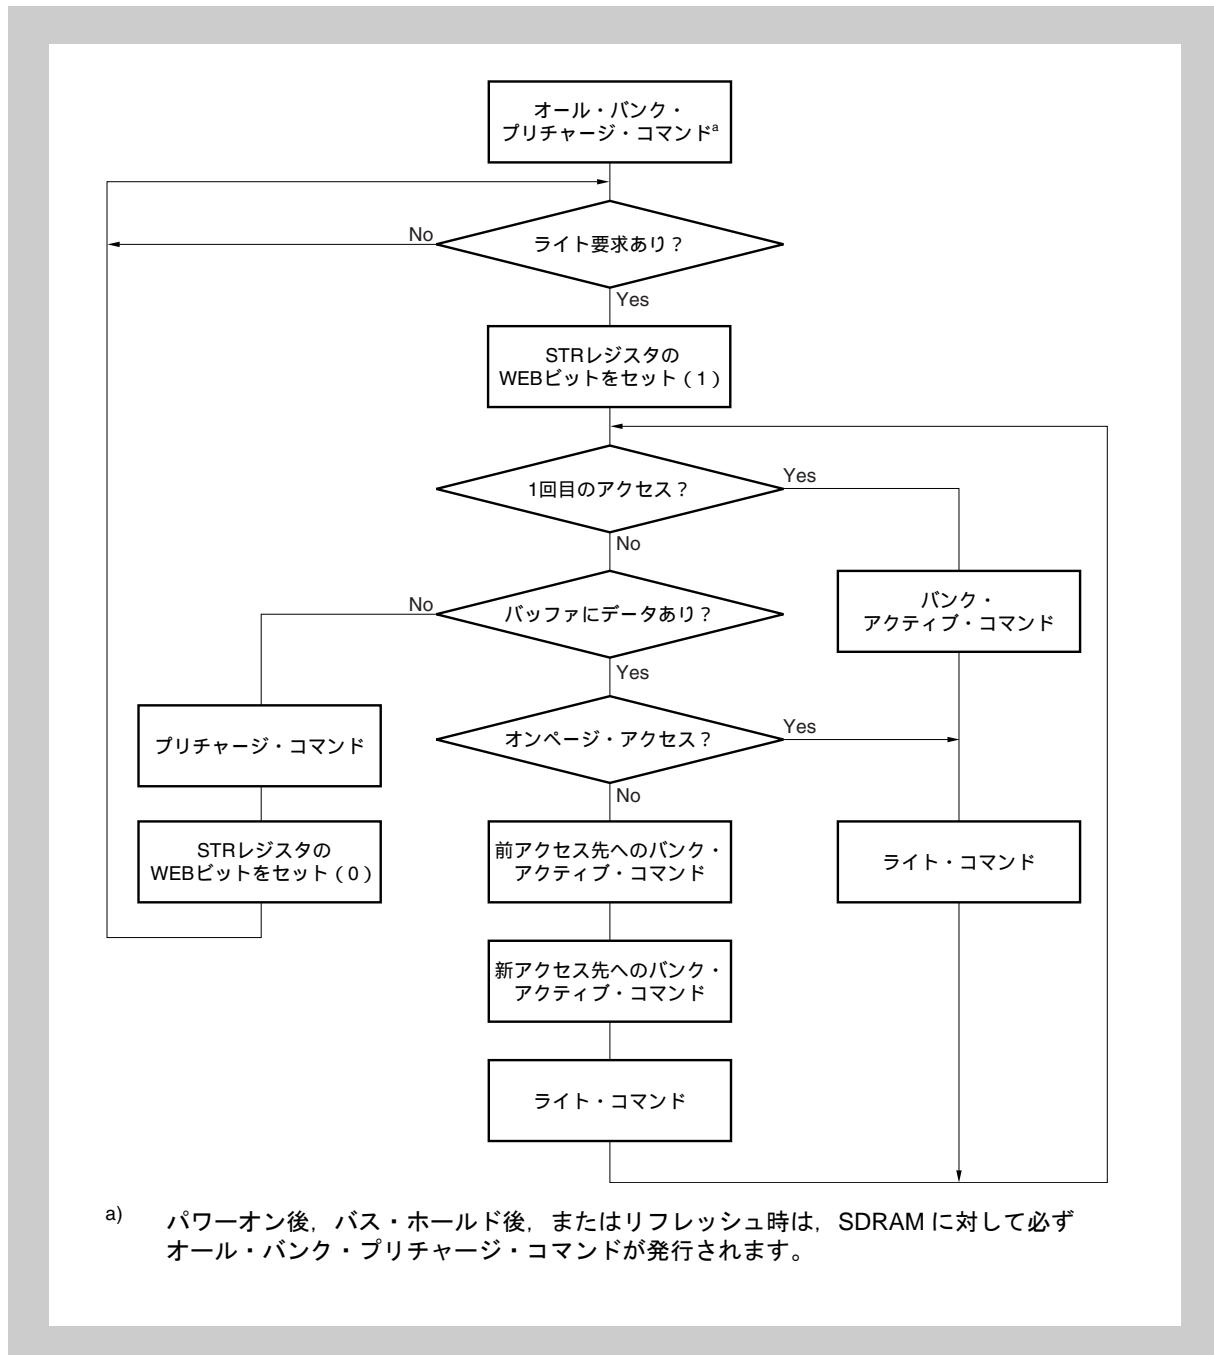 オール・バンク・
プリチャージ・コマンドa
No
ライト要求あり？
Yes
STRレジスタの
WEBビットをセット（1）
1回目のアクセス？
Yes
No
バンク・
アクティブ・コマンド
No
バッファにデータあり？
Yes
プリチャージ・コマンド
オンページ・アクセス？
Yes
No
STRレジスタの
WEBビットをセット（0）
前アクセス先へのバンク・
アクティブ・コマンド
ライト・コマンド
新アクセス先へのバンク・
アクティブ・コマンド
ライト・コマンド
a) パワーオン後，バス・ホールド後，またはリフレッシュ時は，SDRAM に対して必ず
オール・バンク・プリチャージ・コマンドが発行されます。